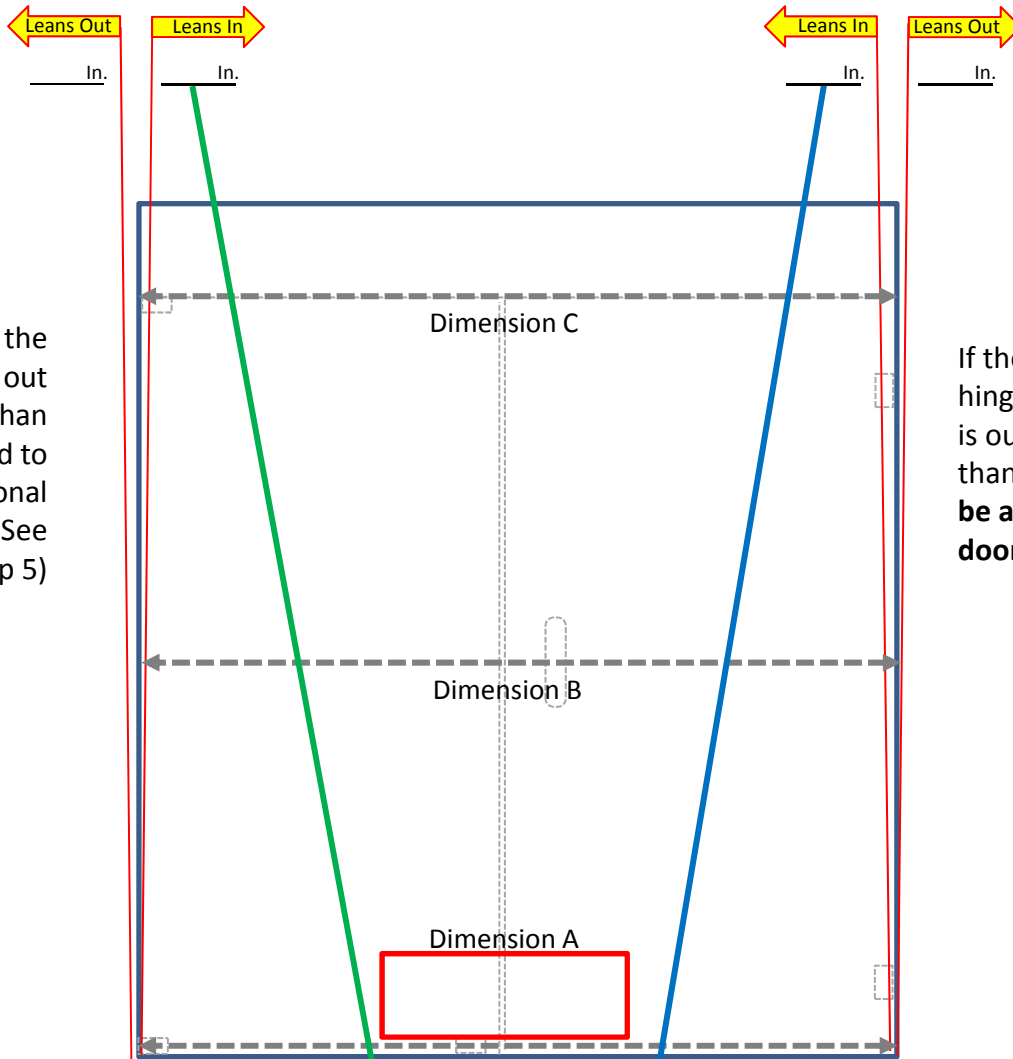 Leans Out Leans In Leans In Leans Out
In. In. In. In.
Dimension C
the
out
han
d to
onal
See
p 5)
If the
hing
is ou
than
be a
door
Dimension B
Dimension A